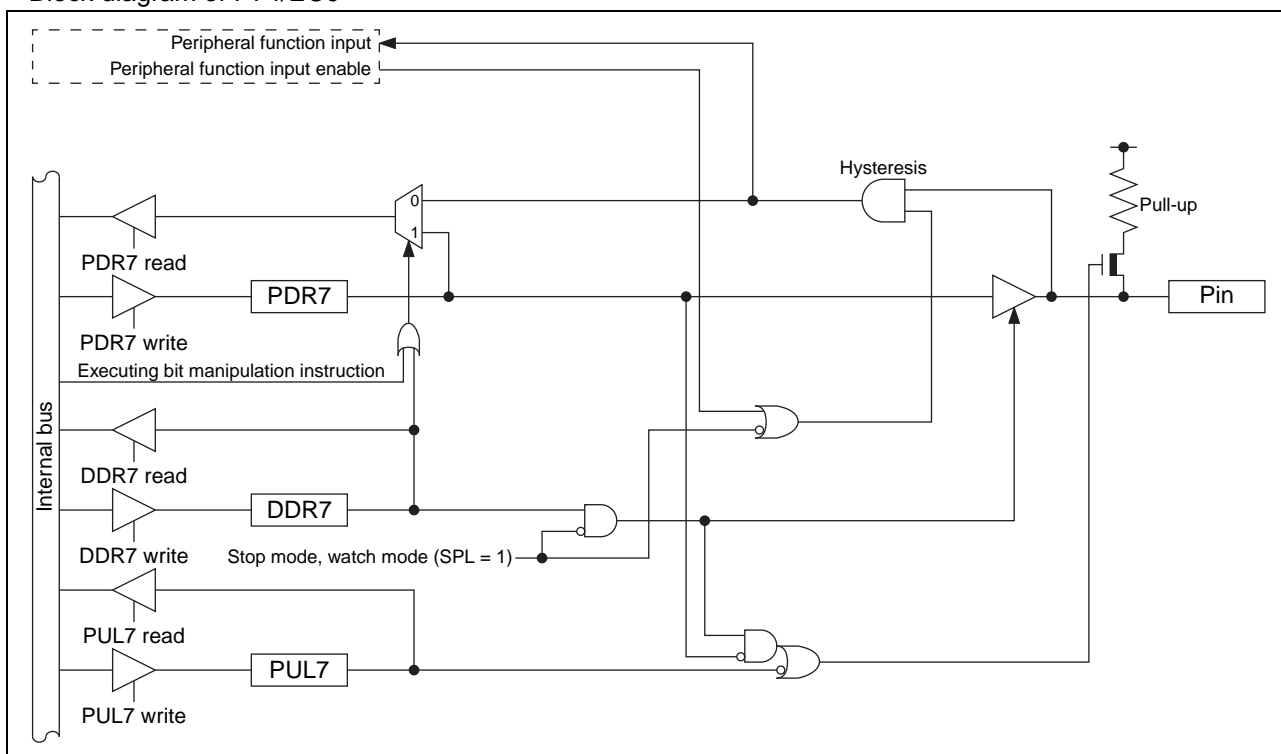 Peripheral function input
Peripheral function input enable
Hysteresis
Pull-up
0
1
PDR7 read
PDR7
Pin
PDR7 write
Executing bit manipulation instruction
Internal bus
DDR7 read
DDR7
DDR7 write
Stop mode, watch mode (SPL = 1)
PUL7 read
PUL7
PUL7 write